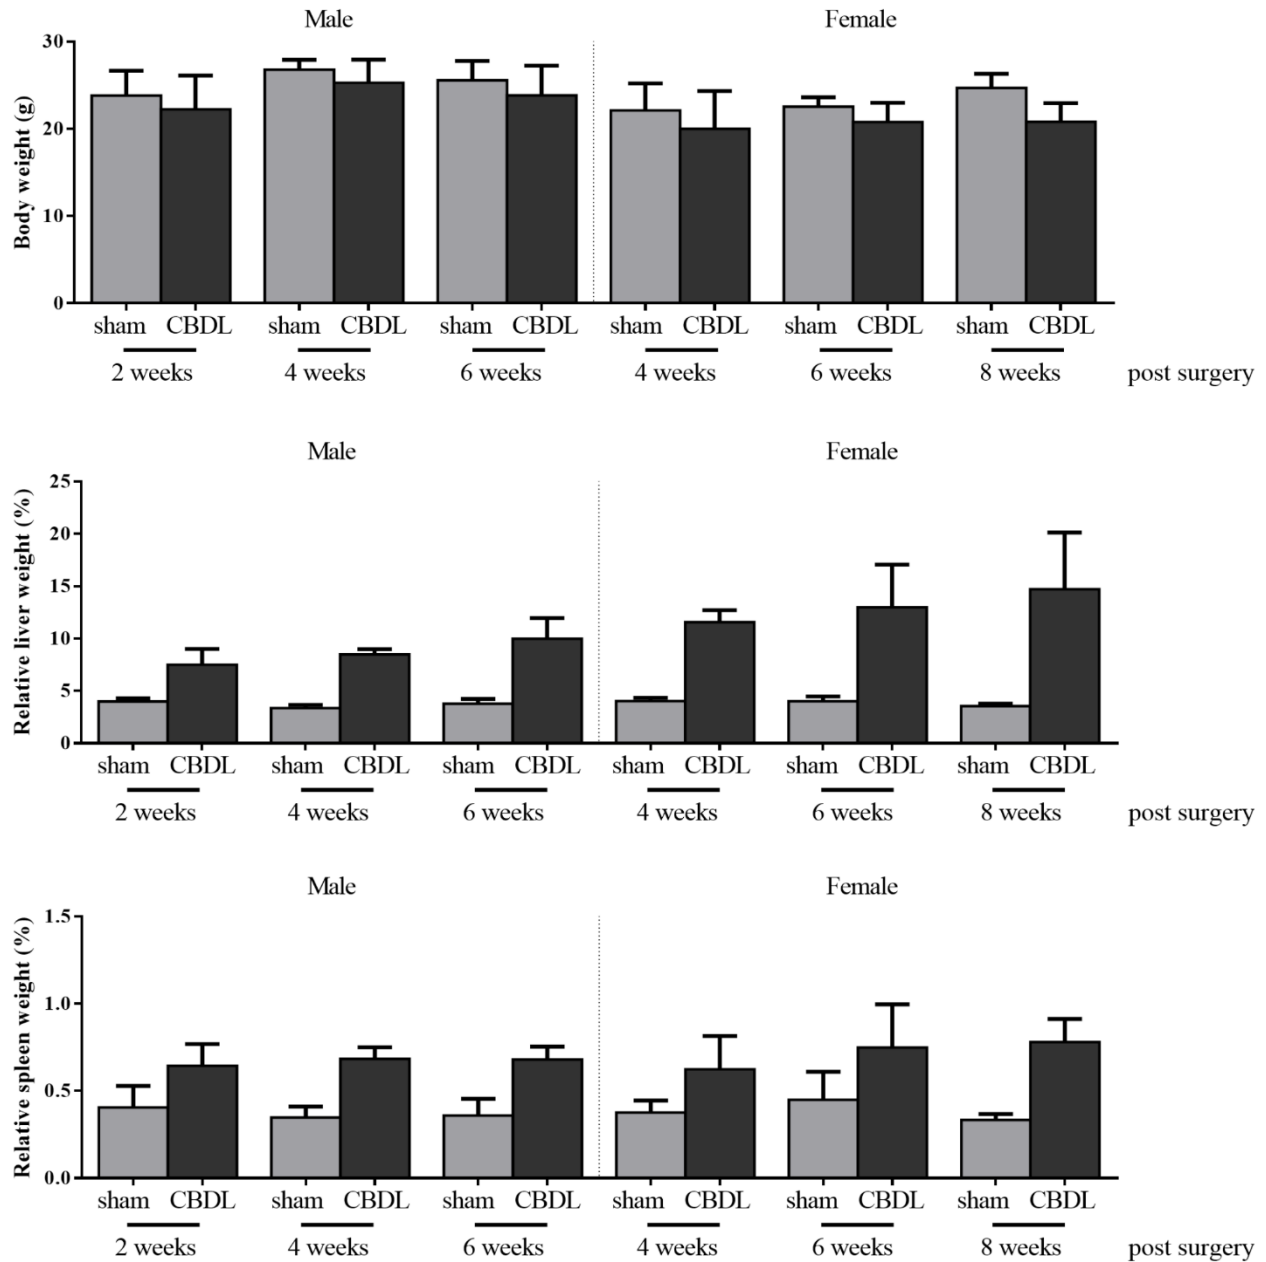 Male Female
Body weight (g)
30
20
10
0
sham CBDL sham CBDL sham CBDL sham CBDL sham CBDL sham CBDL
2 weeks 4 weeks 6 weeks 4 weeks 6 weeks 8 weeks post surgery
Male Female
Relative liver weight (%)
25
20
15
10
5
0
sham CBDL sham CBDL sham CBDL sham CBDL sham CBDL sham CBDL
2 weeks 4 weeks 6 weeks 4 weeks 6 weeks 8 weeks post surgery
Male Female
Relative spleen weight (%)
1.5
1.0
0.5
0.0
sham CBDL sham CBDL sham CBDL sham CBDL sham CBDL sham CBDL
2 weeks 4 weeks 6 weeks 4 weeks 6 weeks 8 weeks post surgery